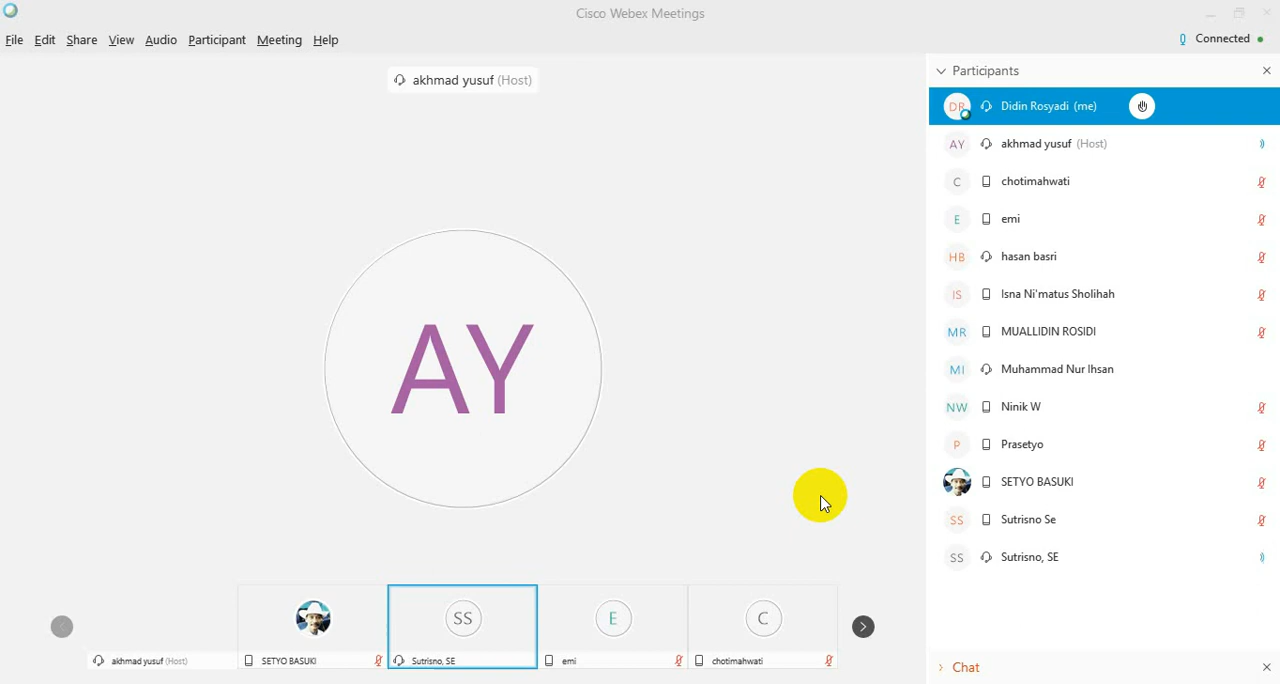 Cisco Webex Meetings
File Edit Share View Audio Participant Meeting Help
Connected
akhmad yusuf (Host)
AY
SS
E
C
akhmad yusuf (Host)
SETYO BASUKI
Sutrisno, SE
emi
chotimahwati
Participants
DR Didin Rosyadi (me)
AY akhmad yusuf (Host)
C chotimahwati
E emi
HB hasan basri
IS Isna Ni'matus Sholihah
MR MUALLIDIN ROSIDI
MI Muhammad Nur Ihsan
NW Ninik W
P Prasetyo
SETYO BASUKI
SS Sutrisno Se
SS Sutrisno, SE
Chat